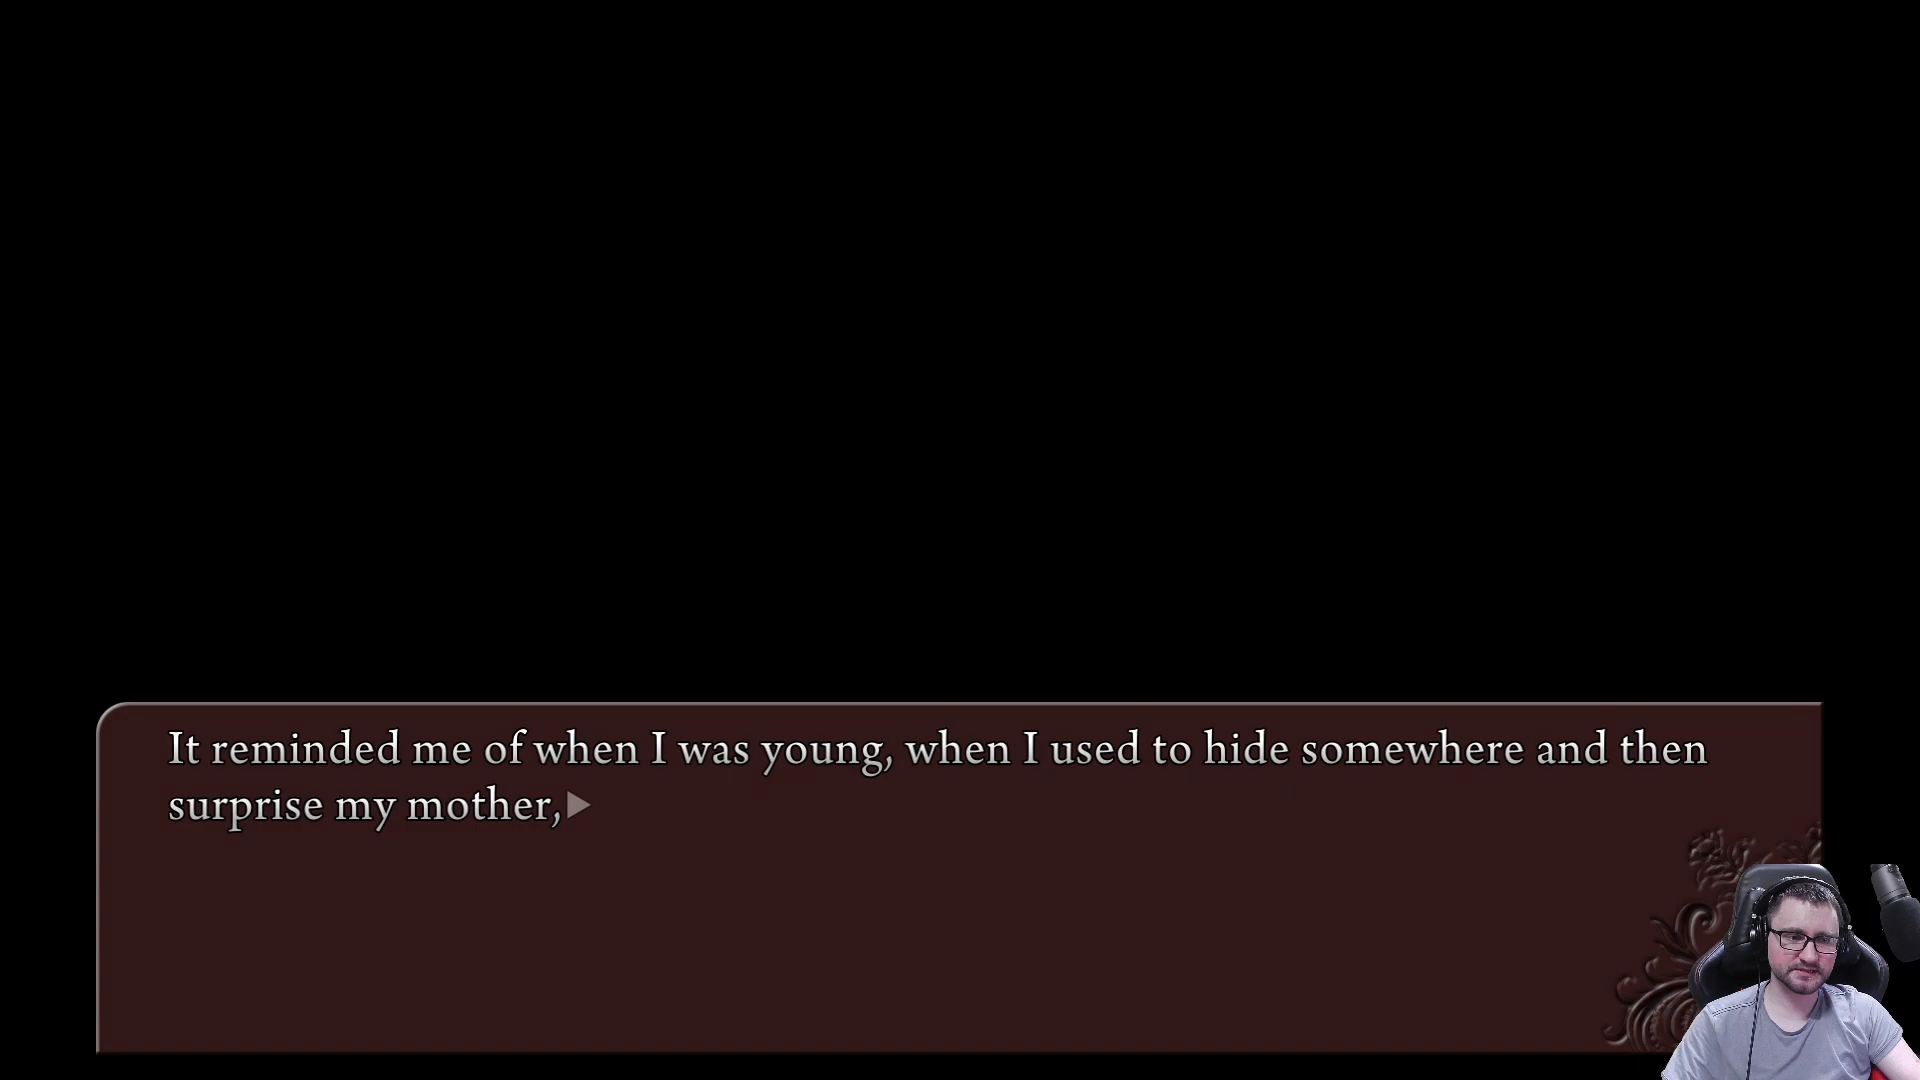 It reminded me of when I was young, when I used to hide somewhere and then
surprise my mother,